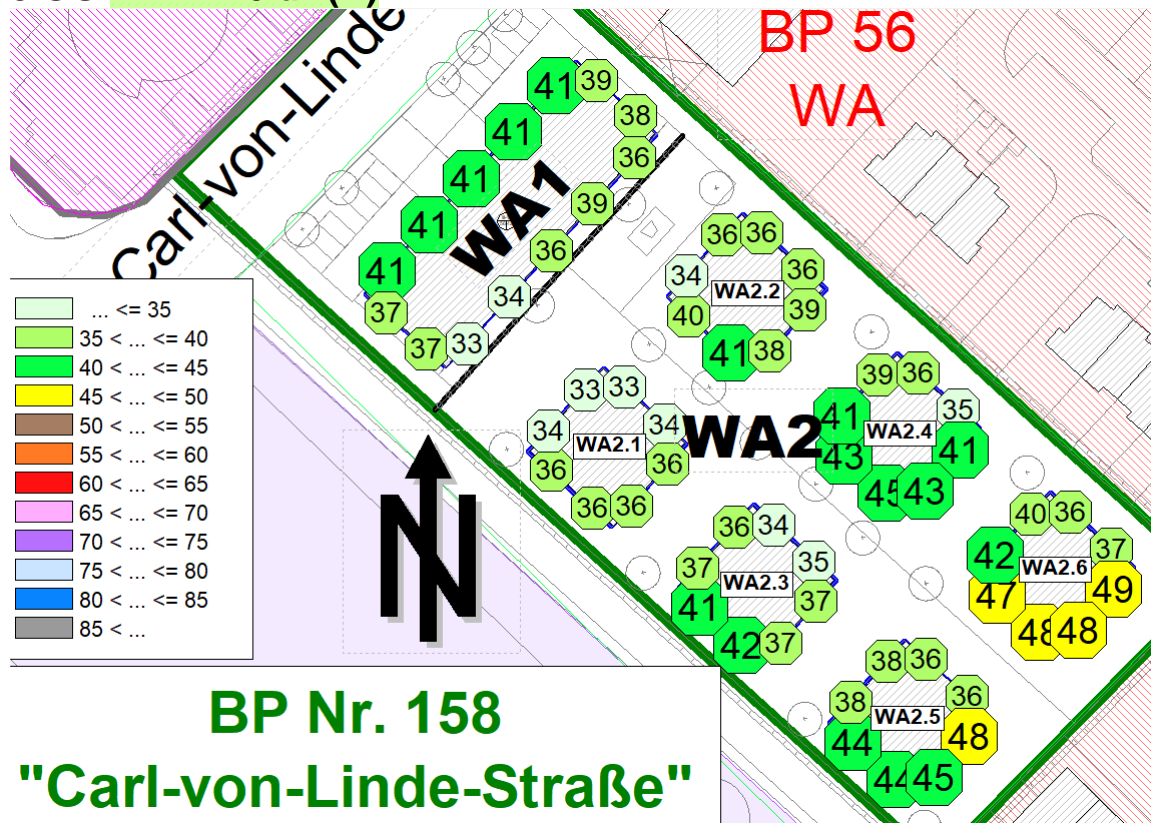 Carl-von-Linde
BP 56
WA
41
39
41
38
36
41
39
41
36
41
34
37
37
33
WA1
36
36
34
36
WA2.2
40
39
41
38
33
33
34
34
WA2.1
36
36
36
36
WA2
39
36
41
35
WA2.4
43
41
45
43
36
34
37
35
WA2.3
41
37
42
37
40
36
42
37
WA2.6
47
49
48
48
38
36
38
36
WA2.5
44
48
44
45
... <= 35
35 < ... <= 40
40 < ... <= 45
45 < ... <= 50
50 < ... <= 55
55 < ... <= 60
60 < ... <= 65
65 < ... <= 70
70 < ... <= 75
75 < ... <= 80
80 < ... <= 85
85 < ...
N
BP Nr. 158
"Carl-von-Linde-Straße"